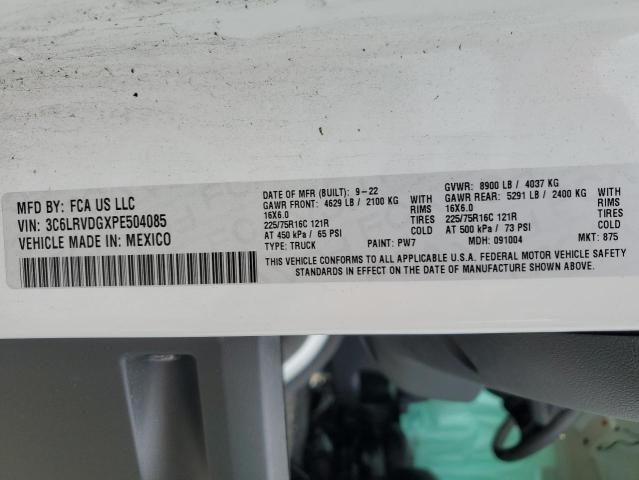 MFD BY: FCA US LLC
VIN: 3C6LRVDGXPE504085
VEHICLE MADE IN: MEXICO
DATE OF MFR (BUILT): 9-22 GVWR: 8900 LB / 4037 KG
GAWR FRONT: 4629 LB / 2100 KG WITH GAWR REAR: 5291 LB / 2400 KG WITH
16X6.0 RIMS 16X6.0 RIMS
225/75R16C 121R TIRES 225/75R16C 121R TIRES
AT 450 kPa / 65 PSI COLD AT 500 kPa / 73 PSI COLD
TYPE: TRUCK PAINT: PW7 MDH: 091004 MKT: 875
THIS VEHICLE CONFORMS TO ALL APPLICABLE U.S.A. FEDERAL MOTOR VEHICLE SAFETY
STANDARDS IN EFFECT ON THE DATE OF MANUFACTURE SHOWN ABOVE.